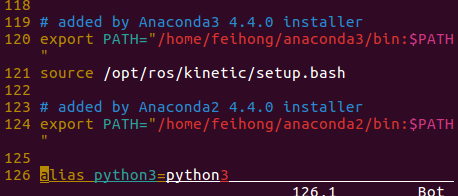 118
119 # added by Anaconda3 4.4.0 installer
120 export PATH="/home/feihong/anaconda3/bin:$PATH
"
121 source /opt/ros/kinetic/setup.bash
122
123 # added by Anaconda2 4.4.0 installer
124 export PATH="/home/feihong/anaconda2/bin:$PATH
"
125
126 alias python3=python3
126,1 Bot